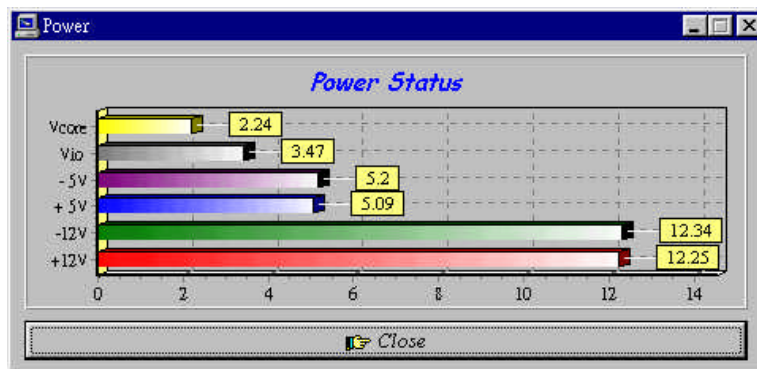 Power
Power Status
Vcore 2.24
Vio 3.47
- 5V 5.2
+ 5V 5.09
-12V 12.34
+12V 12.25
0 2 4 6 8 10 12 14
Close